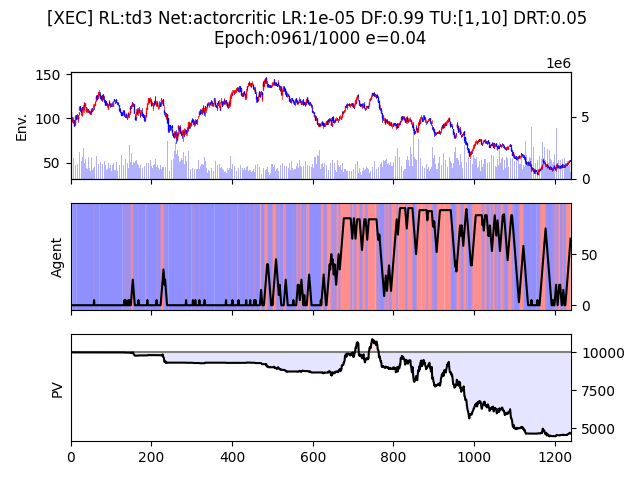 [XEC] RL:td3 Net:actorcritic LR:1e-05 DF:0.99 TU:[1,10] DRT:0.05
Epoch:0961/1000 e=0.04
1e6
150
100
50
Env.
5
0
Agent
50
0
PV
10000
7500
5000
0 200 400 600 800 1000 1200